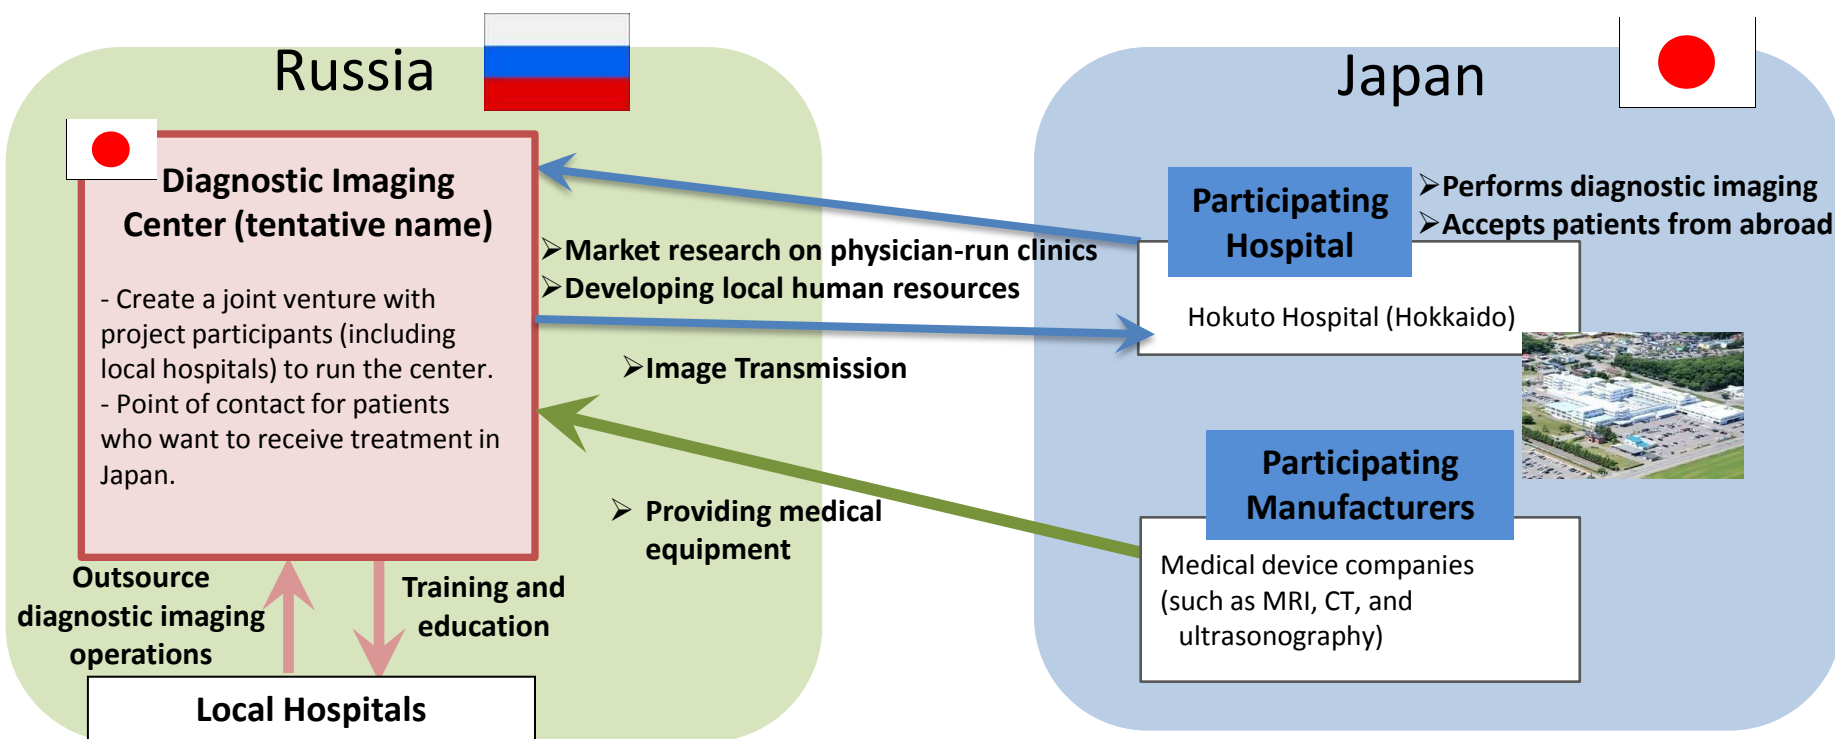 Russia
Japan
Diagnostic Imaging
Center (tentative name)
- Create a joint venture with
project participants (including
local hospitals) to run the center.
- Point of contact for patients
who want to receive treatment in
Japan.
➢Market research on physician-run clinics
➢Developing local human resources
➢Image Transmission
➢ Providing medical
equipment
Participating
Hospital
➢Performs diagnostic imaging
➢Accepts patients from abroad
Hokuto Hospital (Hokkaido)
Participating
Manufacturers
Medical device companies
(such as MRI, CT, and
ultrasonography)
Outsource
diagnostic imaging
operations
Training and
education
Local Hospitals